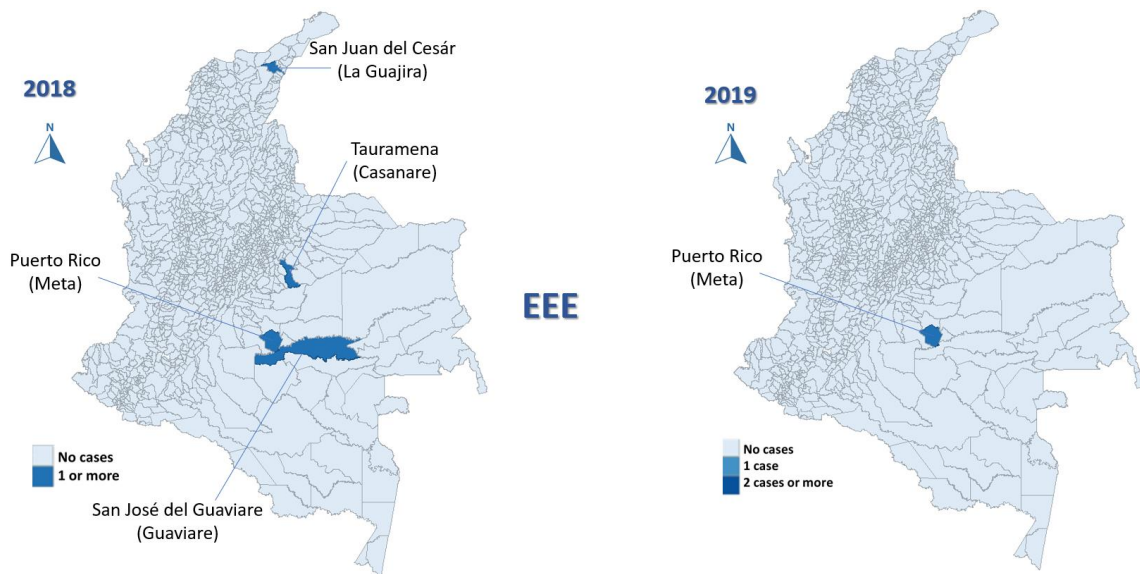 San Juan del Cesár
(La Guajira)
2018
N
Tauramena
(Casanare)
Puerto Rico
(Meta)
No cases
1 or more
San José del Guaviare
(Guaviare)
EEE
2019
N
Puerto Rico
(Meta)
No cases
1 case
2 cases or more